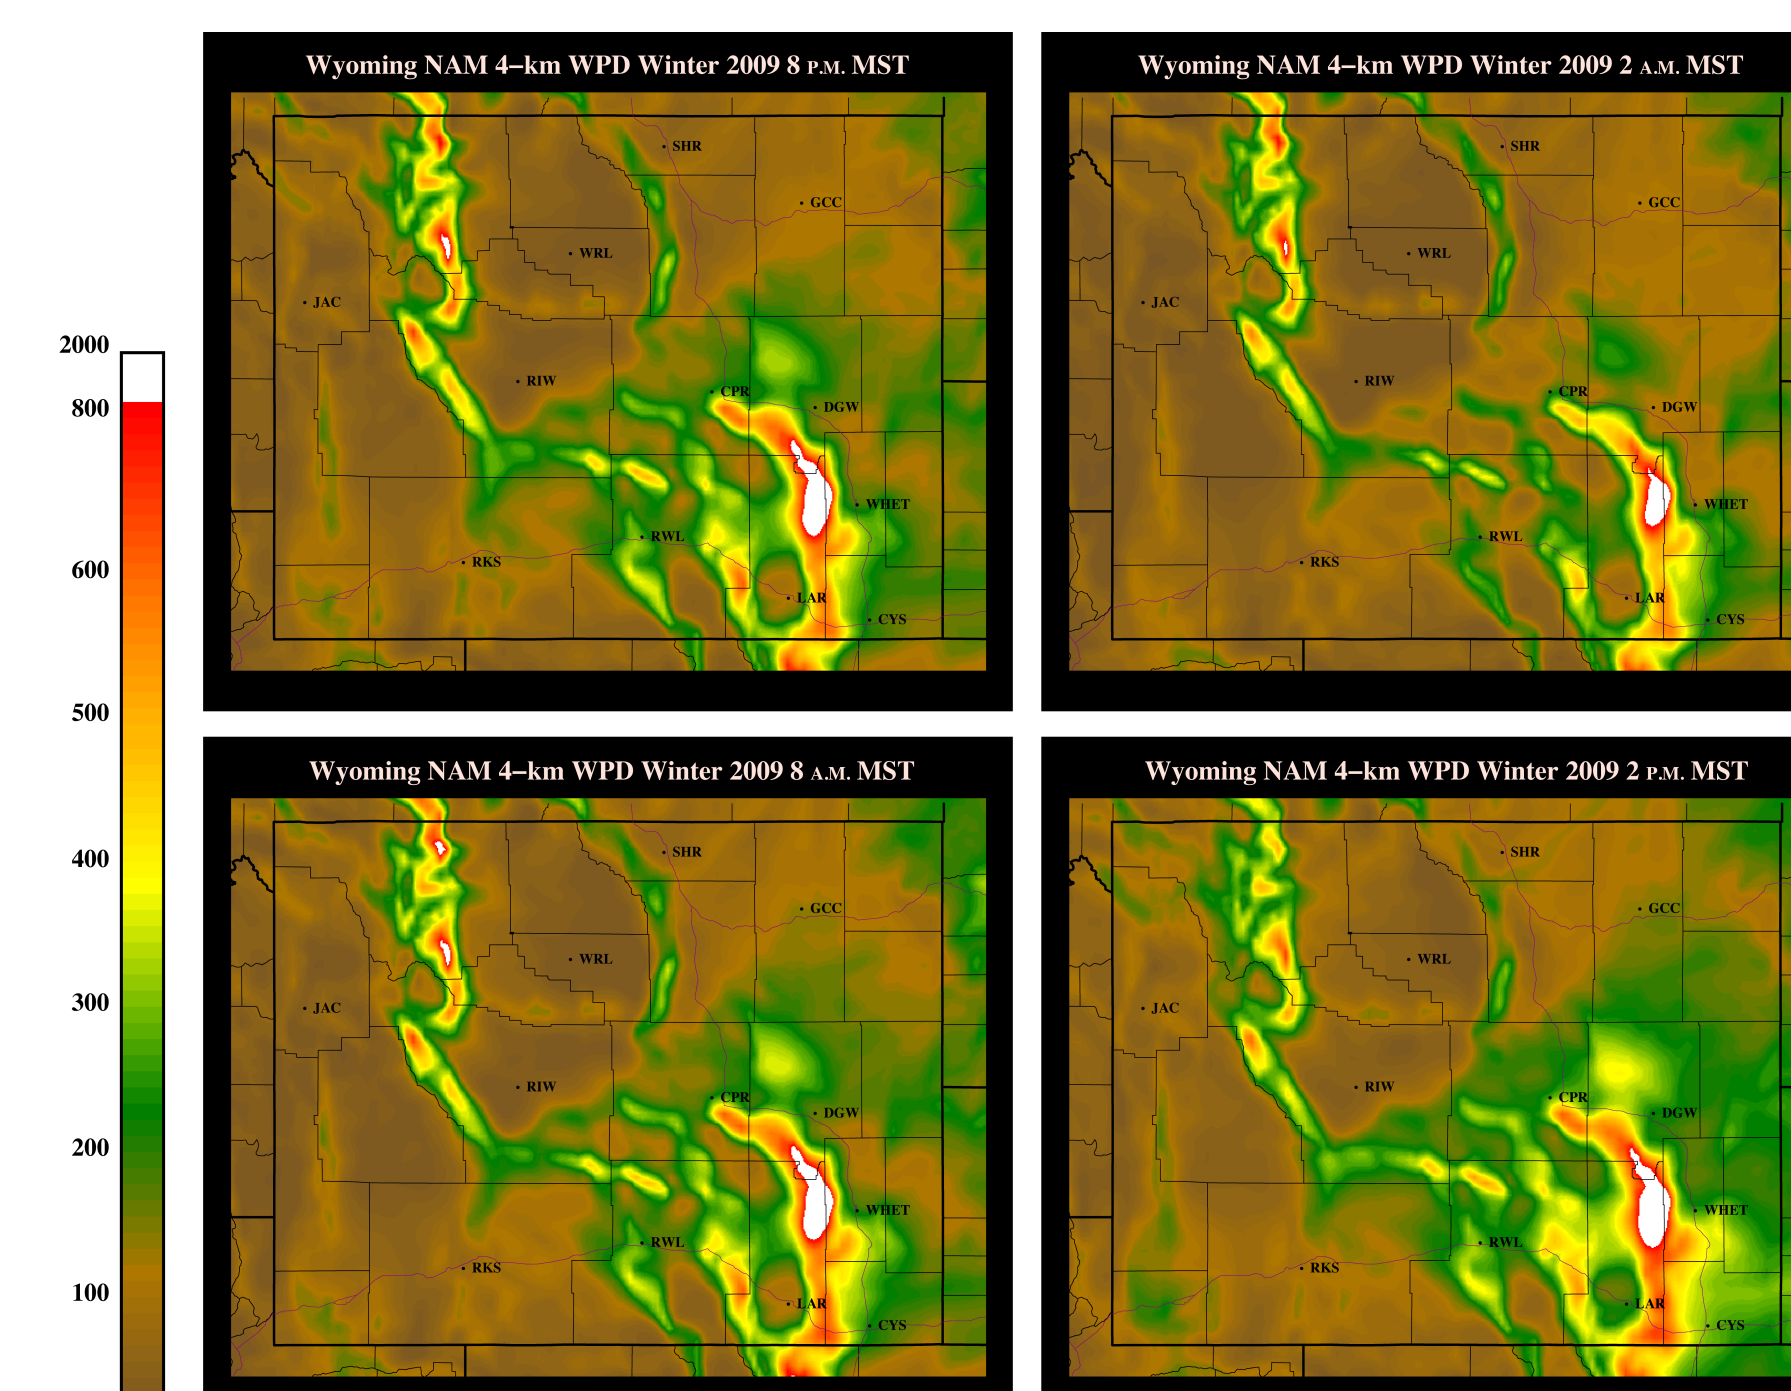 Wyoming NAM 4–km WPD Winter 2009 8 P.M. MST
SHR
GCC
WRL
JAC
RIW
CPR
DGW
WHET
RWL
RKS
LAR
CYS
Wyoming NAM 4–km WPD Winter 2009 2 A.M. MST
SHR
GCC
WRL
JAC
RIW
CPR
DGW
WHET
RWL
RKS
LAR
CYS
2000
800
600
500
400
300
200
100
Wyoming NAM 4–km WPD Winter 2009 8 A.M. MST
SHR
GCC
WRL
JAC
RIW
CPR
DGW
WHET
RWL
RKS
LAR
CYS
Wyoming NAM 4–km WPD Winter 2009 2 P.M. MST
SHR
GCC
WRL
JAC
RIW
CPR
DGW
WHET
RWL
RKS
LAR
CYS